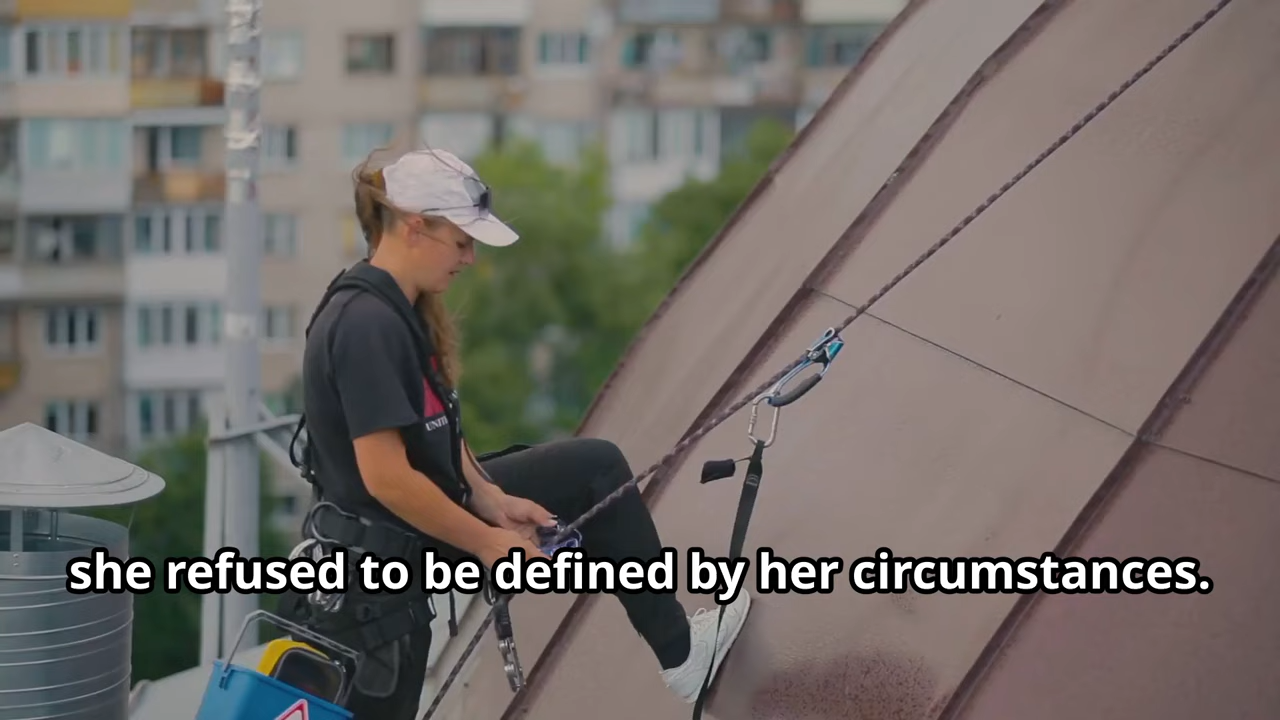 she refused to be defined by her circumstances.